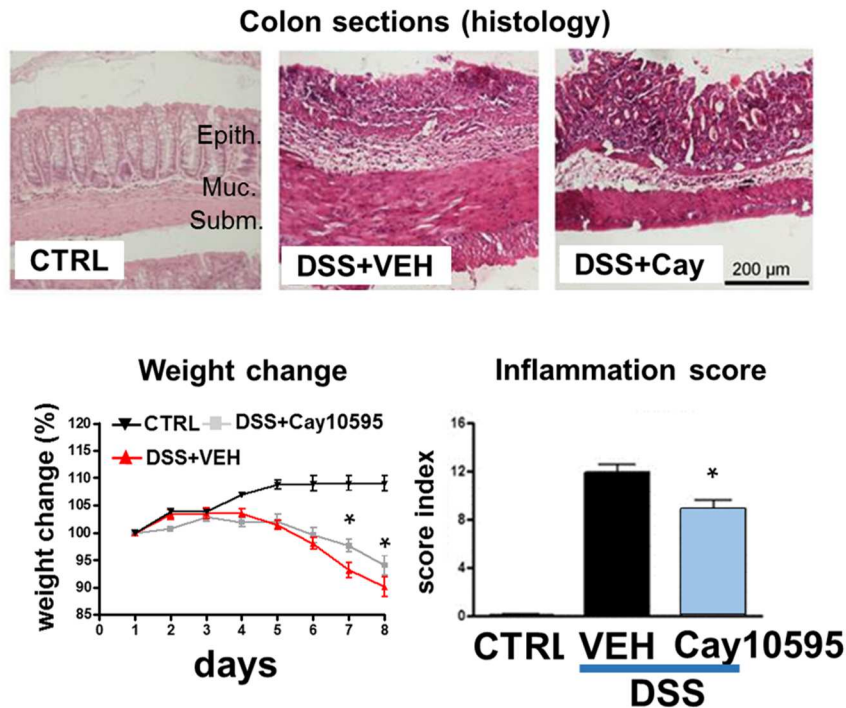 Colon sections (histology)
Epith.
Muc.
Subm.
CTRL
DSS+VEH
DSS+Cay
200 µm
Weight change
CTRL
DSS+Cay10595
DSS+VEH
weight change (%)
120
115
110
105
100
95
90
85
*
*
0 1 2 3 4 5 6 7 8
days
Inflammation score
score index
16
12
8
4
0
*
CTRL VEH Cay10595
DSS